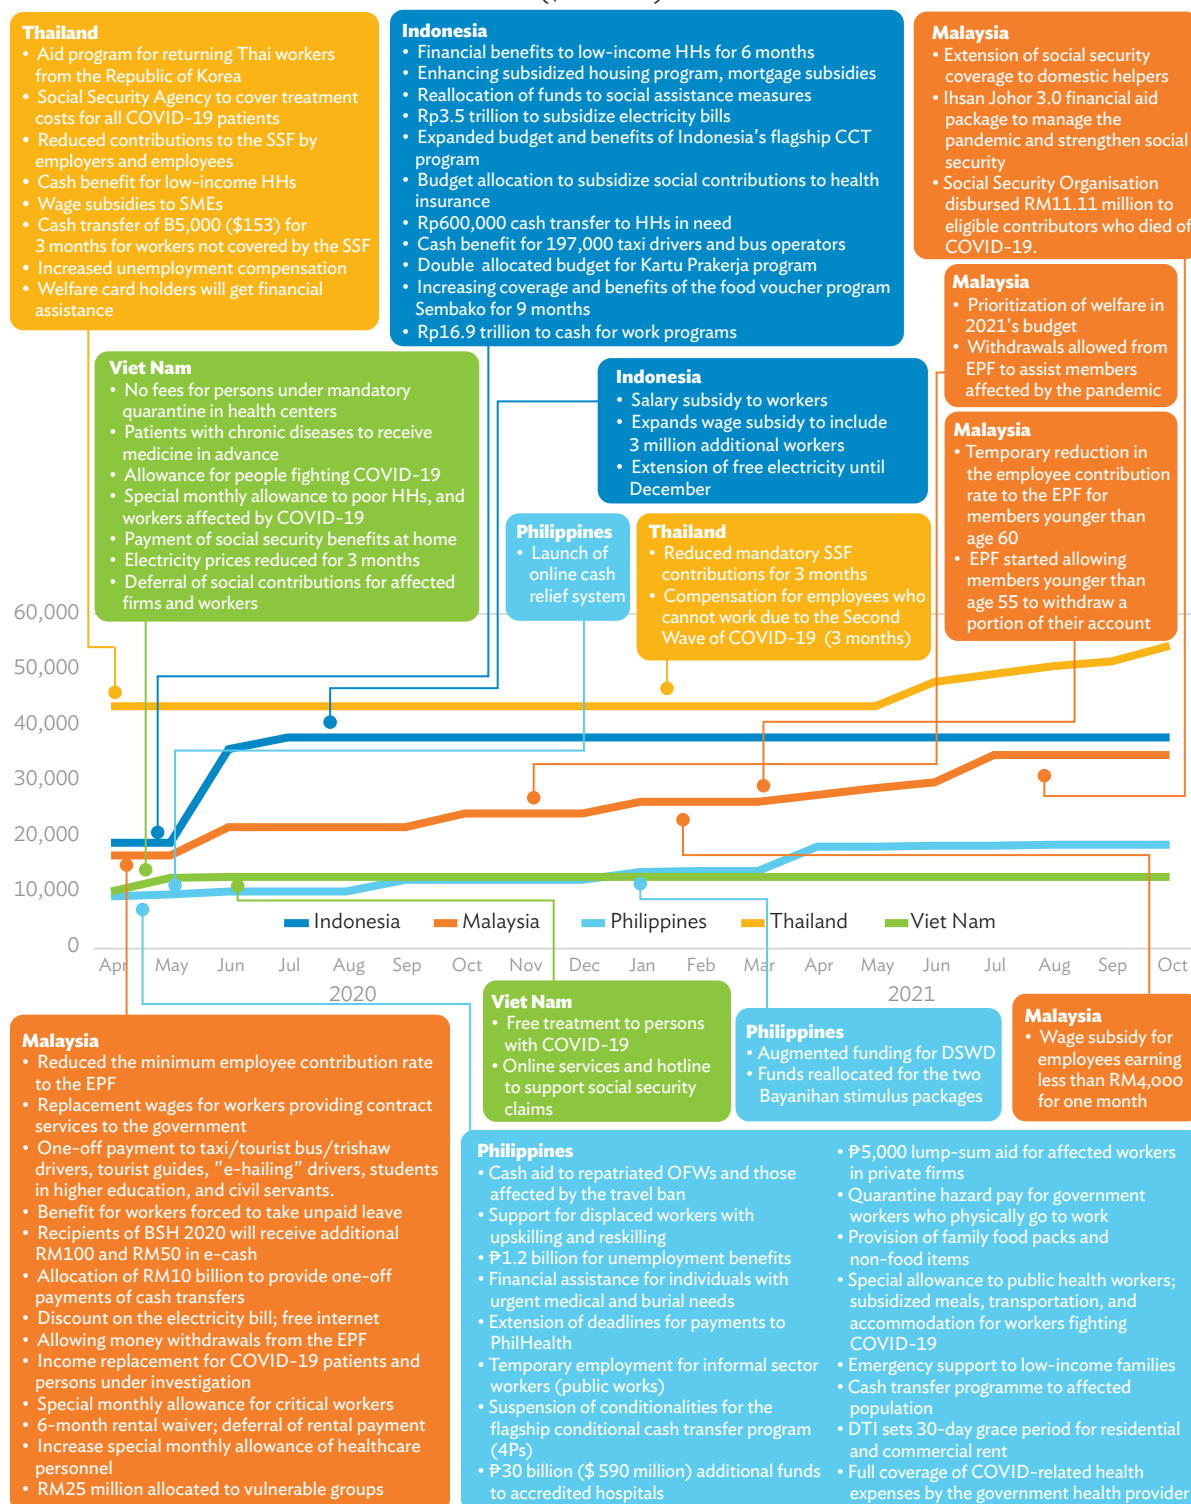 Thailand
• Aid program for returning Thai workers
from the Republic of Korea
• Social Security Agency to cover treatment
costs for all COVID-19 patients
• Reduced contributions to the SSF by
employers and employees
• Cash benefit for low-income HHs
• Wage subsidies to SMEs
• Cash transfer of B5,000 ($153) for
3 months for workers not covered by the SSF
• Increased unemployment compensation
• Welfare card holders will get financial
assistance
Indonesia
• Financial benefits to low-income HHs for 6 months
• Enhancing subsidized housing program, mortgage subsidies
• Reallocation of funds to social assistance measures
• Rp3.5 trillion to subsidize electricity bills
• Expanded budget and benefits of Indonesia's flagship CCT
program
• Budget allocation to subsidize social contributions to health
insurance
• Rp600,000 cash transfer to HHs in need
• Cash benefit for 197,000 taxi drivers and bus operators
• Double allocated budget for Kartu Prakerja program
• Increasing coverage and benefits of the food voucher program
Sembako for 9 months
• Rp16.9 trillion to cash for work programs
Malaysia
• Extension of social security
coverage to domestic helpers
• Ihsan Johor 3.0 financial aid
package to manage the
pandemic and strengthen social
security
• Social Security Organisation
disbursed RM11.11 million to
eligible contributors who died of
COVID-19.
Malaysia
• Prioritization of welfare in
2021's budget
• Withdrawals allowed from
EPF to assist members
affected by the pandemic
Viet Nam
• No fees for persons under mandatory
quarantine in health centers
• Patients with chronic diseases to receive
medicine in advance
• Allowance for people fighting COVID-19
• Special monthly allowance to poor HHs, and
workers affected by COVID-19
• Payment of social security benefits at home
• Electricity prices reduced for 3 months
• Deferral of social contributions for affected
firms and workers
Indonesia
• Salary subsidy to workers
• Expands wage subsidy to include
3 million additional workers
• Extension of free electricity until
December
Malaysia
• Temporary reduction in
the employee contribution
rate to the EPF for
members younger than
age 60
• EPF started allowing
members younger than
age 55 to withdraw a
portion of their account
Philippines
• Launch of
online cash
relief system
Thailand
• Reduced mandatory SSF
contributions for 3 months
• Compensation for employees who
cannot work due to the Second
Wave of COVID-19 (3 months)
60,000
50,000
40,000
30,000
20,000
10,000
0
Indonesia Malaysia Philippines Thailand Viet Nam
Apr May Jun Jul Aug Sep Oct Nov Dec Jan Feb Mar Apr May Jun Jul Aug Sep Oct
2020 2021
Viet Nam
• Free treatment to persons
with COVID-19
• Online services and hotline
to support social security
claims
Philippines
• Augmented funding for DSWD
• Funds reallocated for the two
Bayanihan stimulus packages
Malaysia
• Wage subsidy for
employees earning
less than RM4,000
for one month
Malaysia
• Reduced the minimum employee contribution rate
to the EPF
• Replacement wages for workers providing contract
services to the government
• One-off payment to taxi/tourist bus/trishaw
drivers, tourist guides, "e-hailing" drivers, students
in higher education, and civil servants.
• Benefit for workers forced to take unpaid leave
• Recipients of BSH 2020 will receive additional
RM100 and RM50 in e-cash
• Allocation of RM10 billion to provide one-off
payments of cash transfers
• Discount on the electricity bill; free internet
• Allowing money withdrawals from the EPF
• Income replacement for COVID-19 patients and
persons under investigation
• Special monthly allowance for critical workers
• 6-month rental waiver; deferral of rental payment
• Increase special monthly allowance of healthcare
personnel
• RM25 million allocated to vulnerable groups
Philippines
• Cash aid to repatriated OFWs and those
affected by the travel ban
• Support for displaced workers with
upskilling and reskilling
• ₱1.2 billion for unemployment benefits
• Financial assistance for individuals with
urgent medical and burial needs
• Extension of deadlines for payments to
PhilHealth
• Temporary employment for informal sector
workers (public works)
• Suspension of conditionalities for the
flagship conditional cash transfer program
(4Ps)
• ₱30 billion ($ 590 million) additional funds
to accredited hospitals
• ₱5,000 lump-sum aid for affected workers
in private firms
• Quarantine hazard pay for government
workers who physically go to work
• Provision of family food packs and
non-food items
• Special allowance to public health workers;
subsidized meals, transportation, and
accommodation for workers fighting
COVID-19
• Emergency support to low-income families
• Cash transfer programme to affected
population
• DTI sets 30-day grace period for residential
and commercial rent
• Full coverage of COVID-related health
expenses by the government health provider